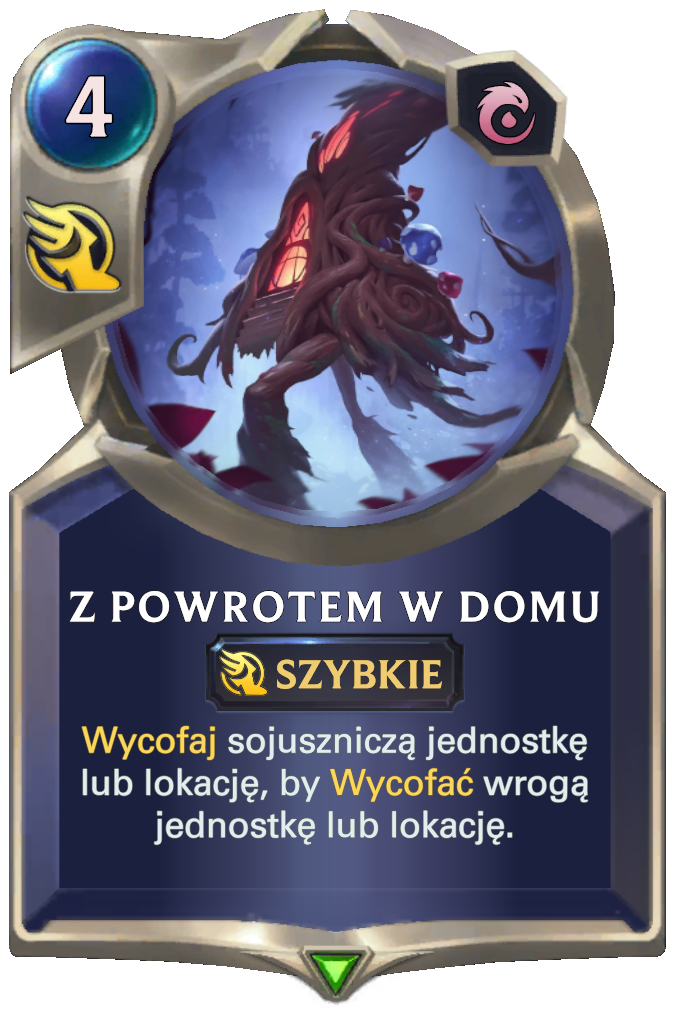 4
Z POWROTEM W DOMU
SZYBKIE
Wycofaj sojuszniczą jednostkę
lub lokację, by Wycofać wrogą
jednostkę lub lokację.